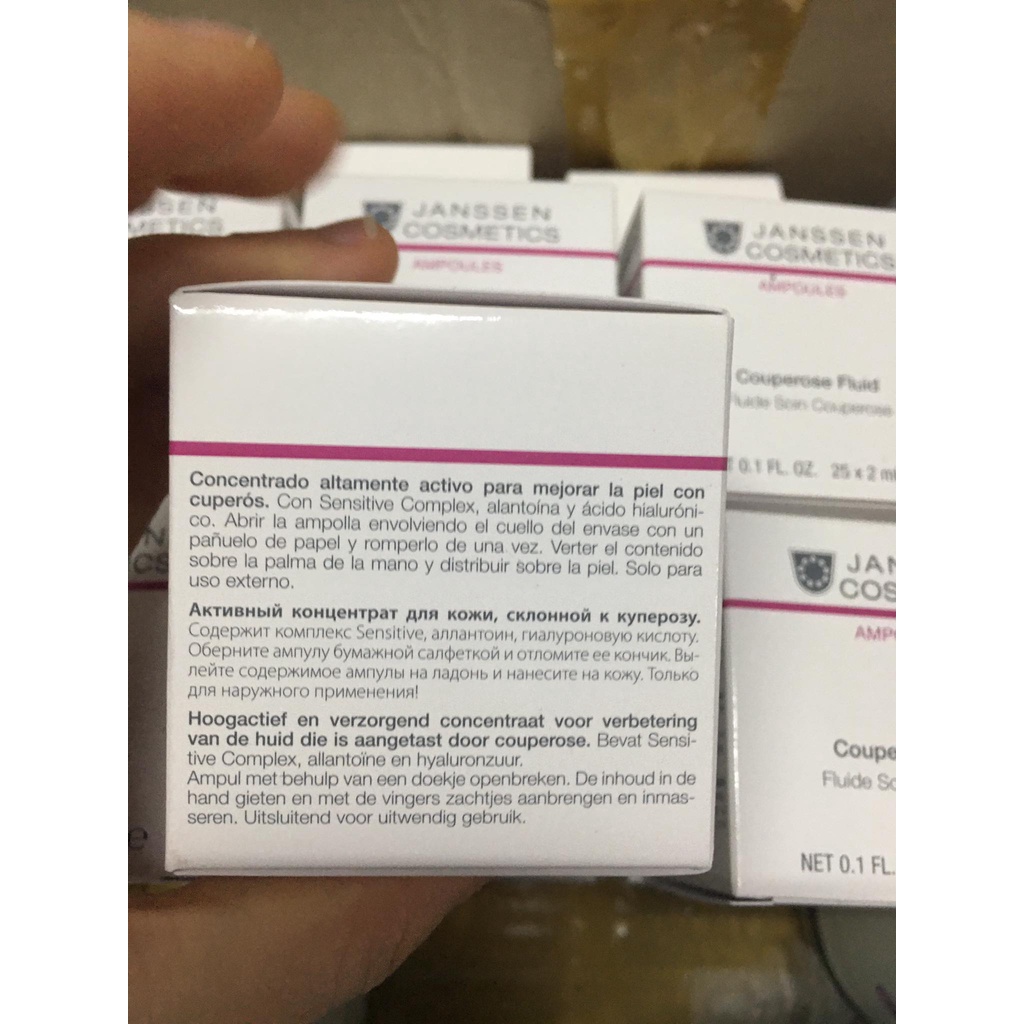 JANSSEN
COSMETICS
AMPOULES
JANSSEN
COSMETICS
AMPOULES
Couperose Fluid
Fluide Soin Couperose
0.1 FL. OZ. 25 x 2 ml
Concentrado altamente activo para mejorar la piel con
cuperós. Con Sensitive Complex, alantoína y ácido hialuróni-
co. Abrir la ampolla envolviendo el cuello del envase con un
pañuelo de papel y romperlo de una vez. Verter el contenido
sobre la palma de la mano y distribuir sobre la piel. Solo para
uso externo.
Активный концентрат для кожи, склонной к куперозу.
Содержит комплекс Sensitive, аллантоин, гиалуроновую кислоту.
Оберните ампулу бумажной салфеткой и отломите ее кончик. Вы-
лейте содержимое ампулы на ладонь и нанесите на кожу. Только
для наружного применения!
Hoogactief en verzorgend concentraat voor verbetering
van de huid die is aangetast door couperose. Bevat Sensi-
tive Complex, allantoïne en hyaluronzuur.
Ampul met behulp van een doekje openbreken. De inhoud in de
hand gieten en met de vingers zachtjes aanbrengen en inmas-
seren. Uitsluitend voor uitwendig gebruik.
JAN
COS
AMP
Coupe
Fluide So
NET 0.1 FL.